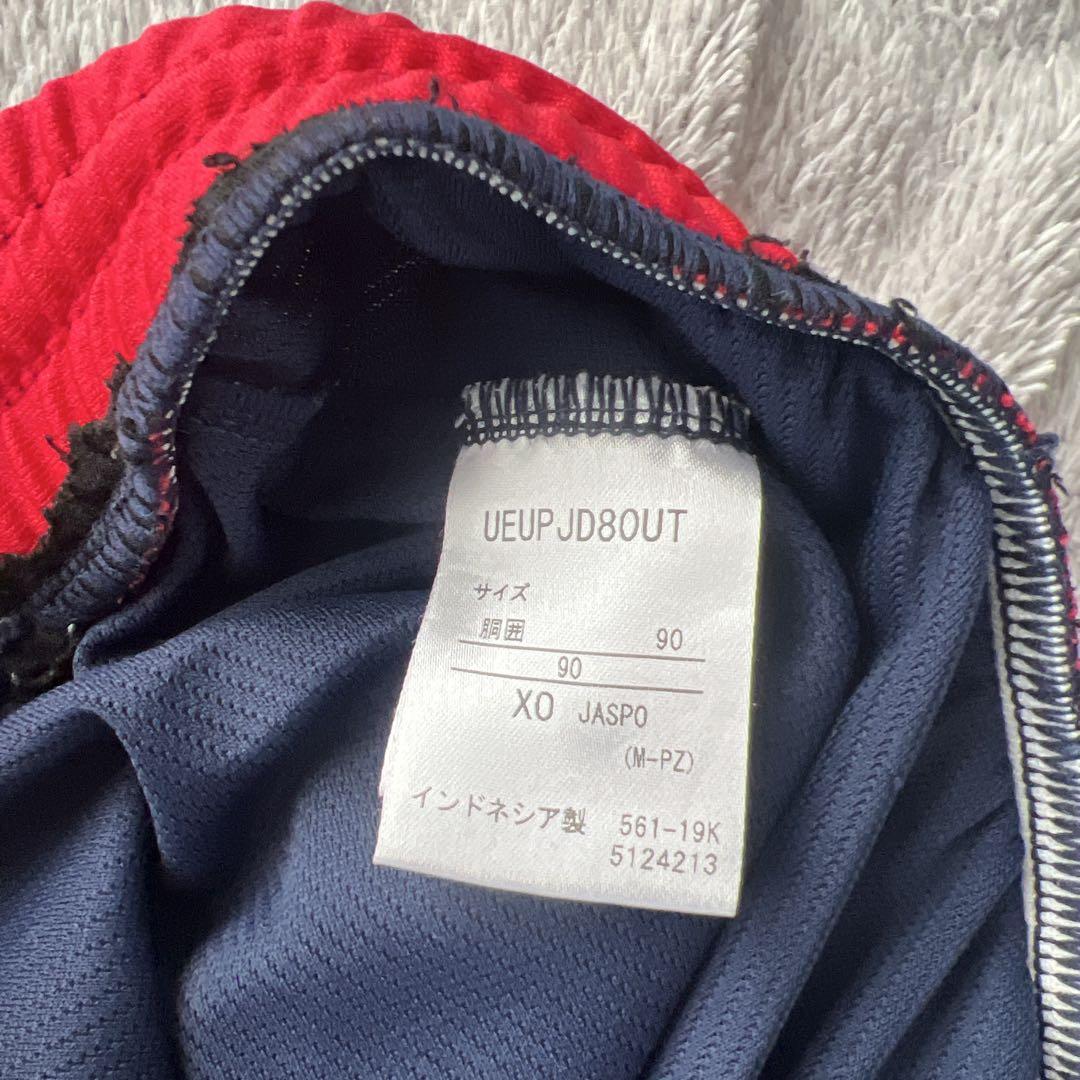 UEUPJD80UT
サイズ
胴囲 90
90
XO JASPO
(M-PZ)
インドネシア製 561-19K
5124213